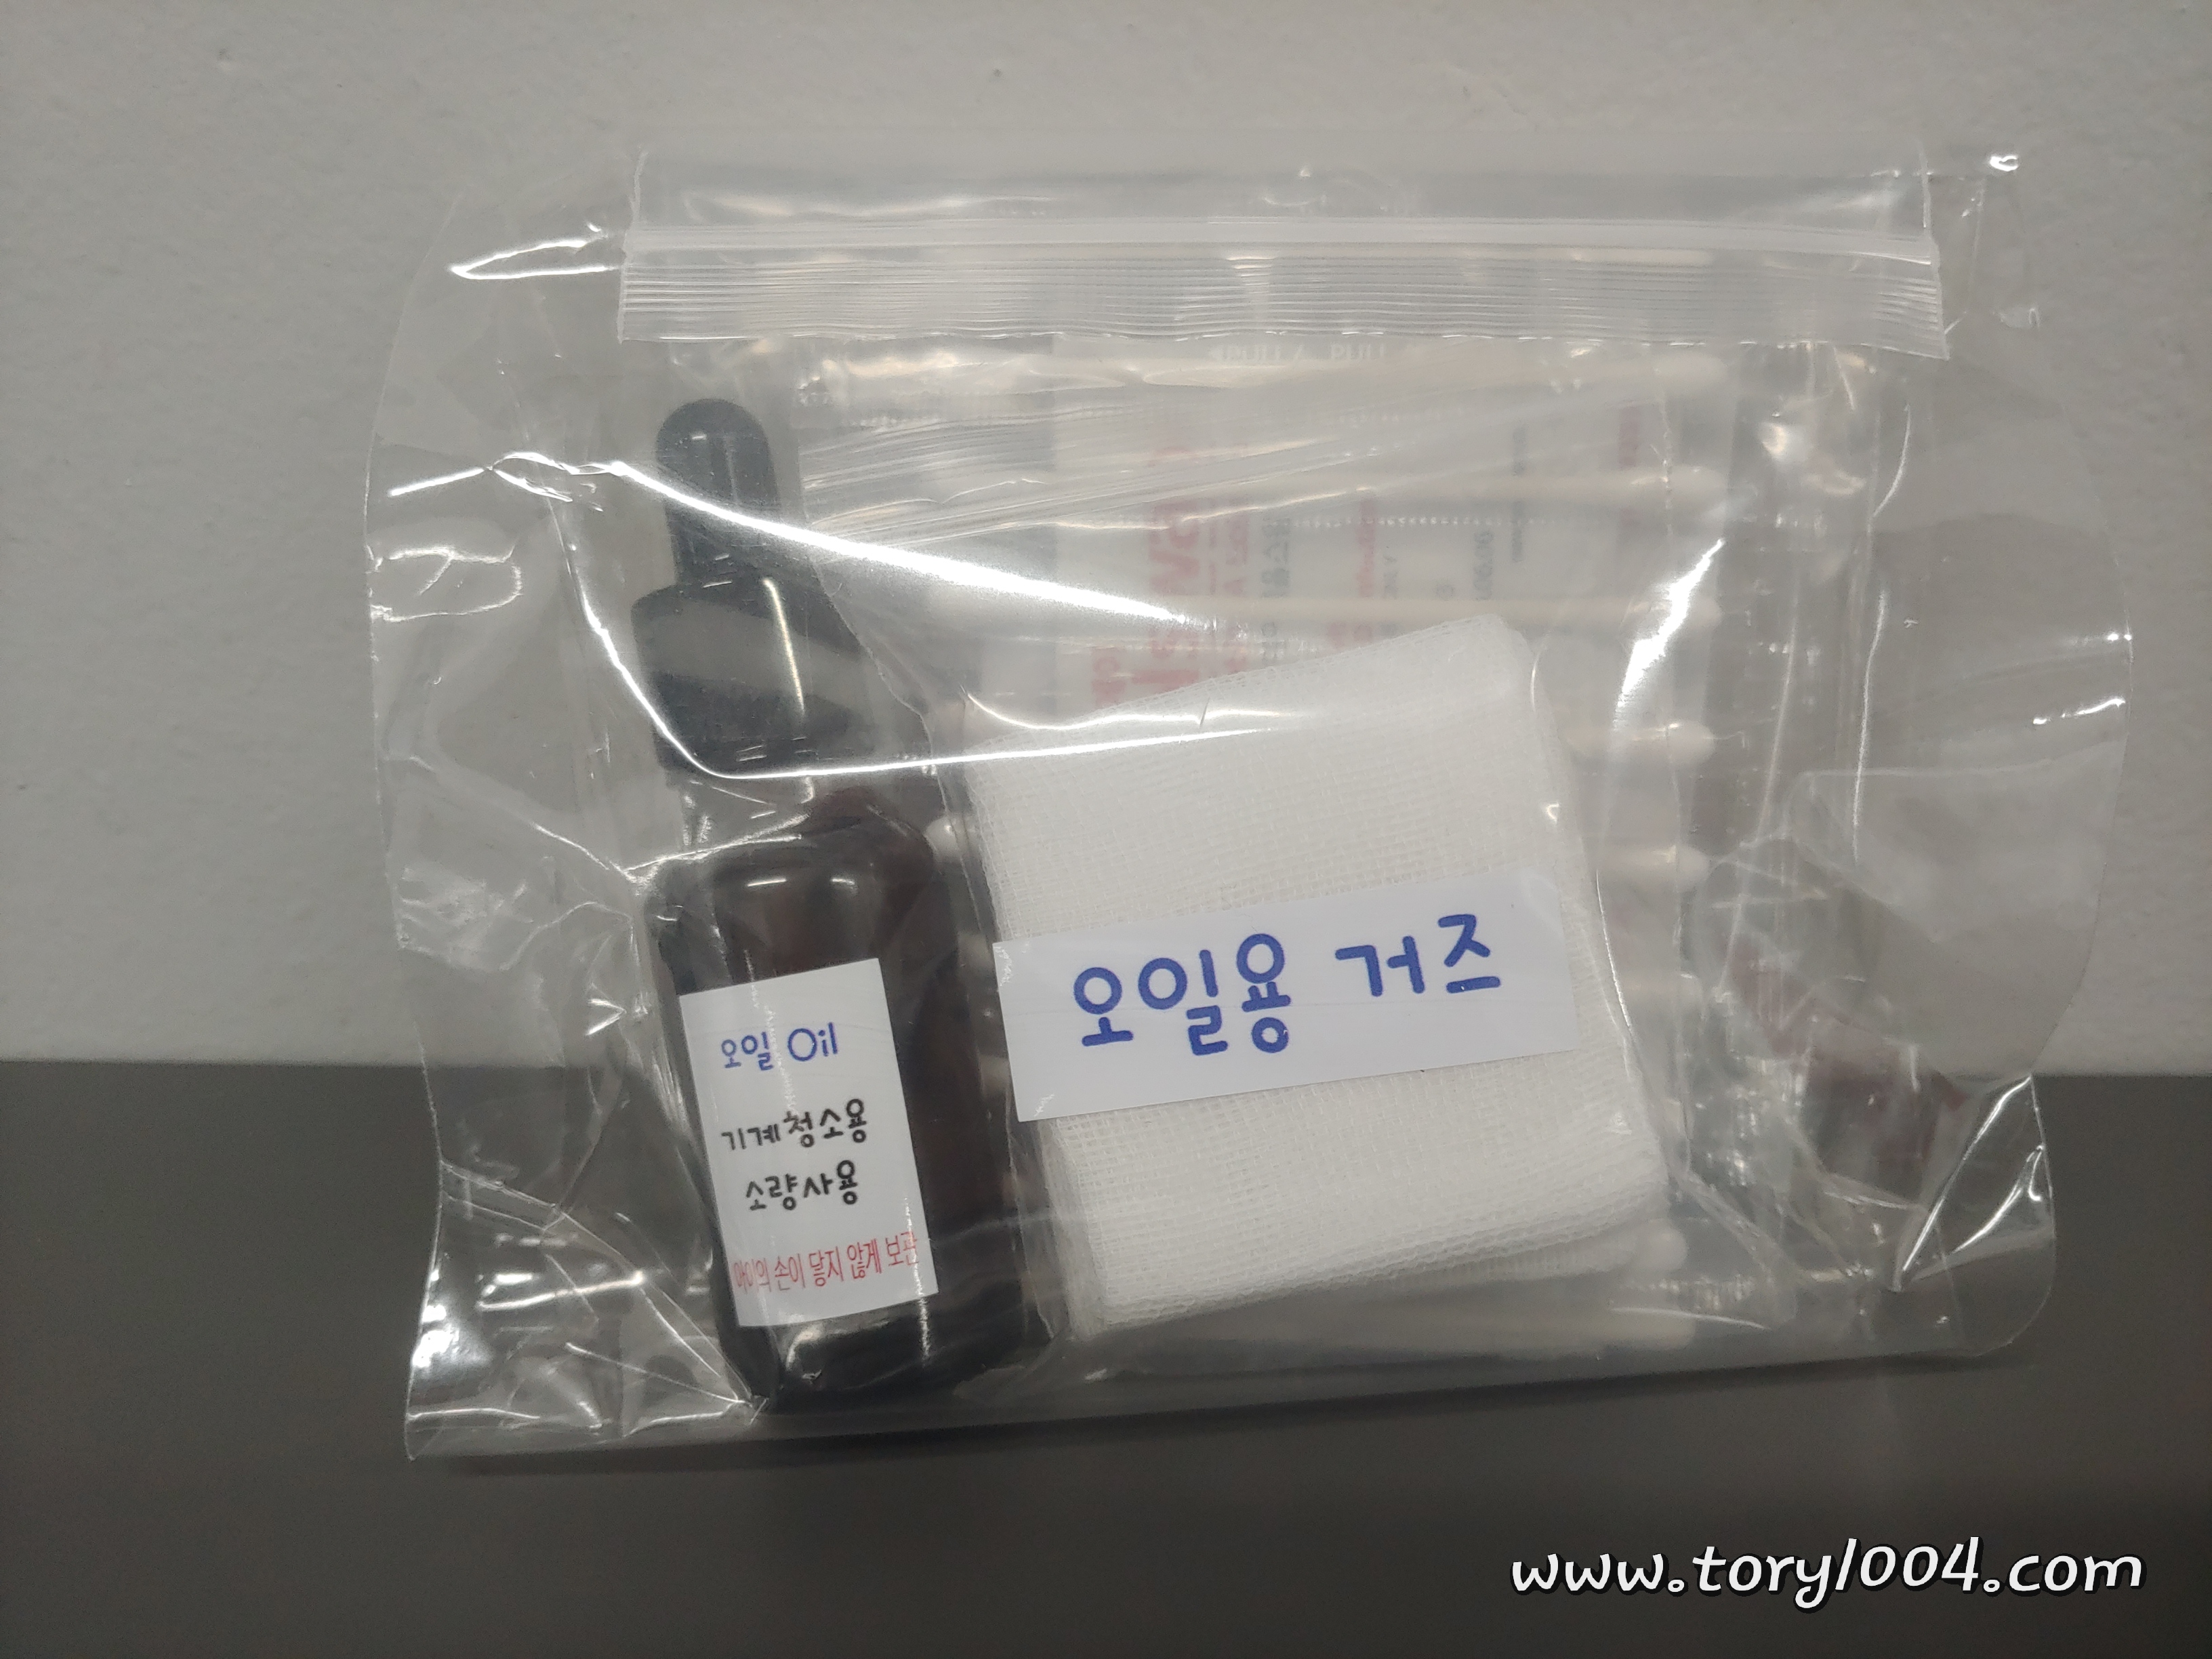 오일용 거즈
오일 Oil
기계청소용
소량사용
아이의 손이 닿지 않게 보관
www.tory1004.com